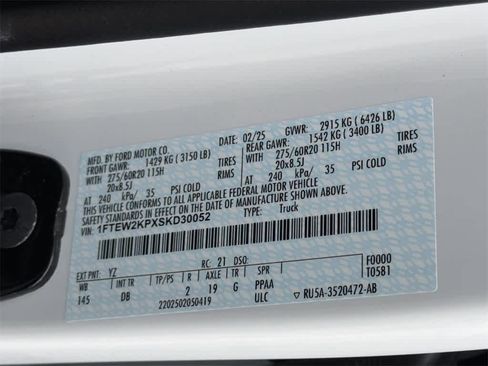 MFD. BY FORD MOTOR CO.
02/25 GVWR: 2915 KG ( 6426 LB)
FRONT GAWR: 1429 KG ( 3150 LB)
REAR GAWR: 1542 KG ( 3400 LB)
WITH 275/60R20 115H TIRES
WITH 275/60R20 115H TIRES
20x8.5J RIMS
20x8.5J RIMS
AT 240 kPa/ 35 PSI COLD
AT 240 kPa/ 35 PSI COLD
THIS VEHICLE CONFORMS TO ALL APPLICABLE FEDERAL MOTOR VEHICLE
SAFETY STANDARDS IN EFFECT ON THE DATE OF MANUFACTURE SHOWN ABOVE.
VIN: 1FTEW2KPXSKD30052
TYPE: Truck
EXT PNT: YZ RC: 21 DSO: F0000
WB INT TR TP/PS R AXLE TR SPR T0581
145 DB 2 19 G PPAA
2202502050419 ULC
RU5A-3520472-AB